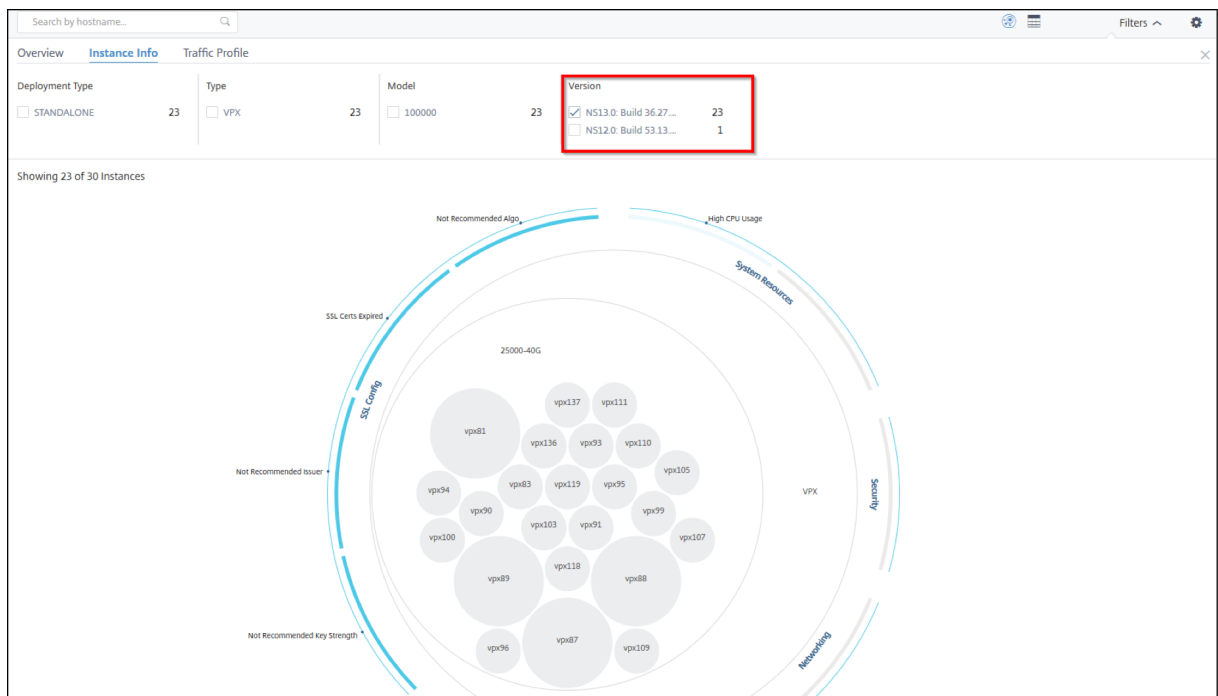 Search by hostname...
Filters
Overview Instance Info Traffic Profile
Deployment Type Type Model Version
STANDALONE 23 VPX 23 100000 23 NS13.0: Build 36.27.... 23
NS12.0: Build 53.13.... 1
Showing 23 of 30 Instances
Not Recommended Algo
High CPU Usage
System Resources
SSL Certs Expired
25000-40G
SSL Config
vpx137 vpx111
vpx81
vpx136 vpx93 vpx110
vpx105
Not Recommended Issuer
vpx94 vpx83 vpx119 vpx95
VPX
Security
vpx90 vpx99
vpx103 vpx91
vpx100 vpx107
vpx118
vpx89 vpx88
Not Recommended Key Strength
vpx87
vpx96 vpx109
Networking